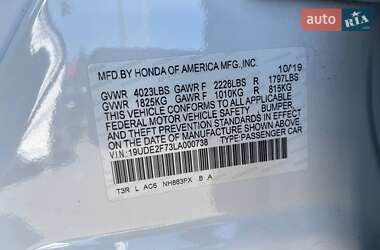 auto RIA.com
MFD BY HONDA OF AMERICA MFG.,INC. 10/19
GVWR 4023LBS GAWR F 2226LBS R 1797LBS
GVWR 1825KG GAWR F 1010KG R 815KG
THIS VEHICLE CONFORMS TO ALL APPLICABLE
FEDERAL MOTOR VEHICLE SAFETY, BUMPER,
AND THEFT PREVENTION STANDARDS IN EFFECT ON
THE DATE OF MANUFACTURE SHOWN ABOVE.
V I N: 19UDE2F73LA000738 TYPE:PASSENGER CAR
T3R L AC5 NH883PX B A